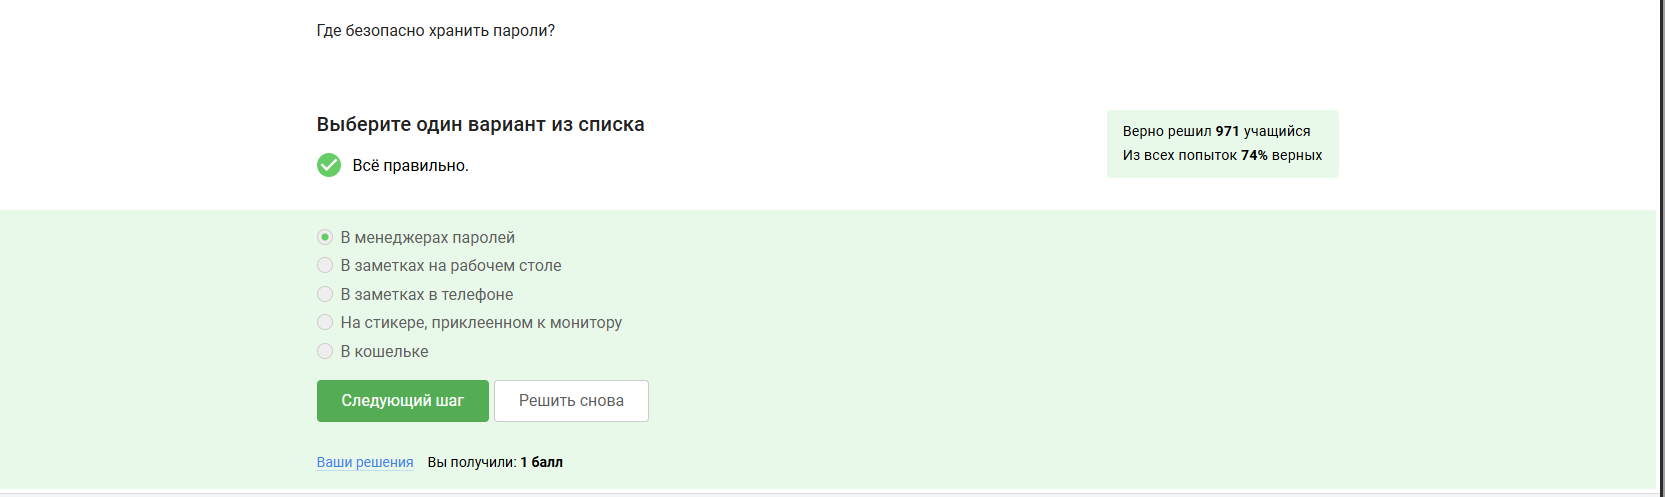 Где безопасно хранить пароли?
Выберите один вариант из списка
Верно решил 971 учащийся
Из всех попыток 74% верных
Всё правильно.
В менеджерах паролей
В заметках на рабочем столе
В заметках в телефоне
На стикере, приклеенном к монитору
В кошельке
Следующий шаг Решить снова
Ваши решения Вы получили: 1 балл